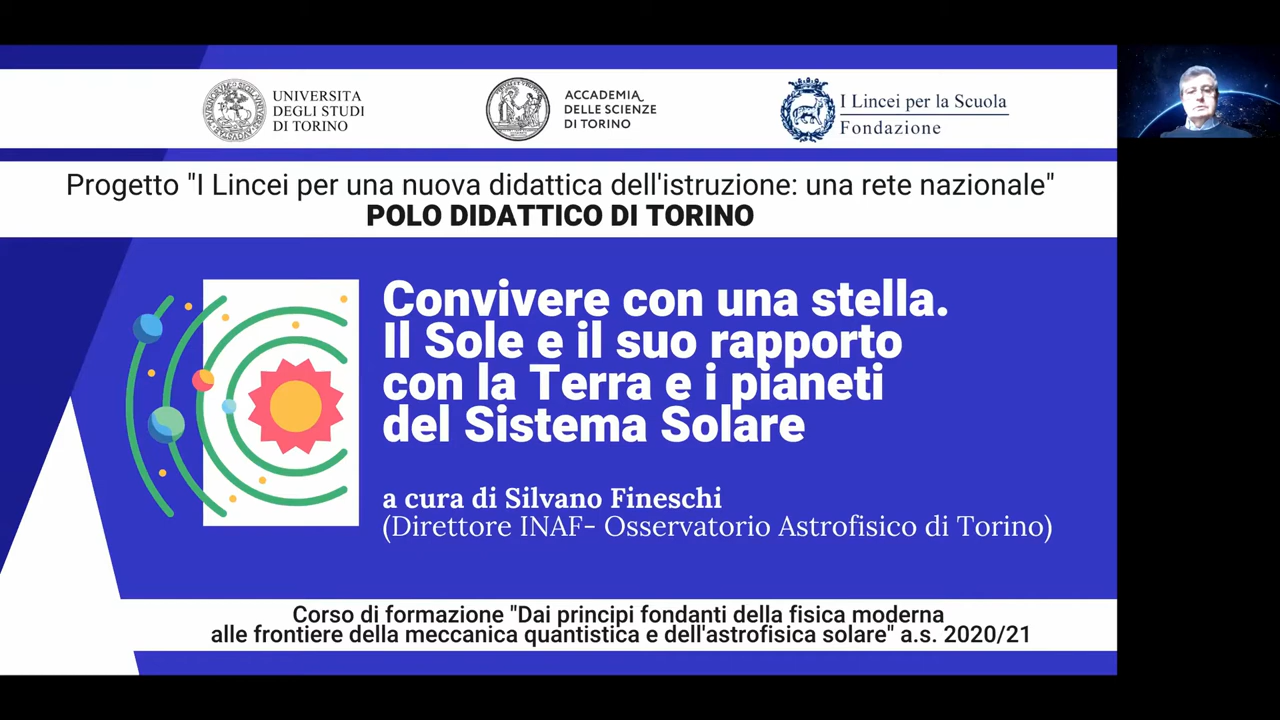 UNIVERSITA
DEGLI STUDI
DI TORINO
ACCADEMIA
DELLE SCIENZE
DI TORINO
I Lincei per la Scuola
Fondazione
Progetto "I Lincei per una nuova didattica dell'istruzione: una rete nazionale"
POLO DIDATTICO DI TORINO
Convivere con una stella.
Il Sole e il suo rapporto
con la Terra e i pianeti
del Sistema Solare
a cura di Silvano Fineschi
(Direttore INAF- Osservatorio Astrofisico di Torino)
Corso di formazione "Dai principi fondanti della fisica moderna
alle frontiere della meccanica quantistica e dell'astrofisica solare" a.s. 2020/21